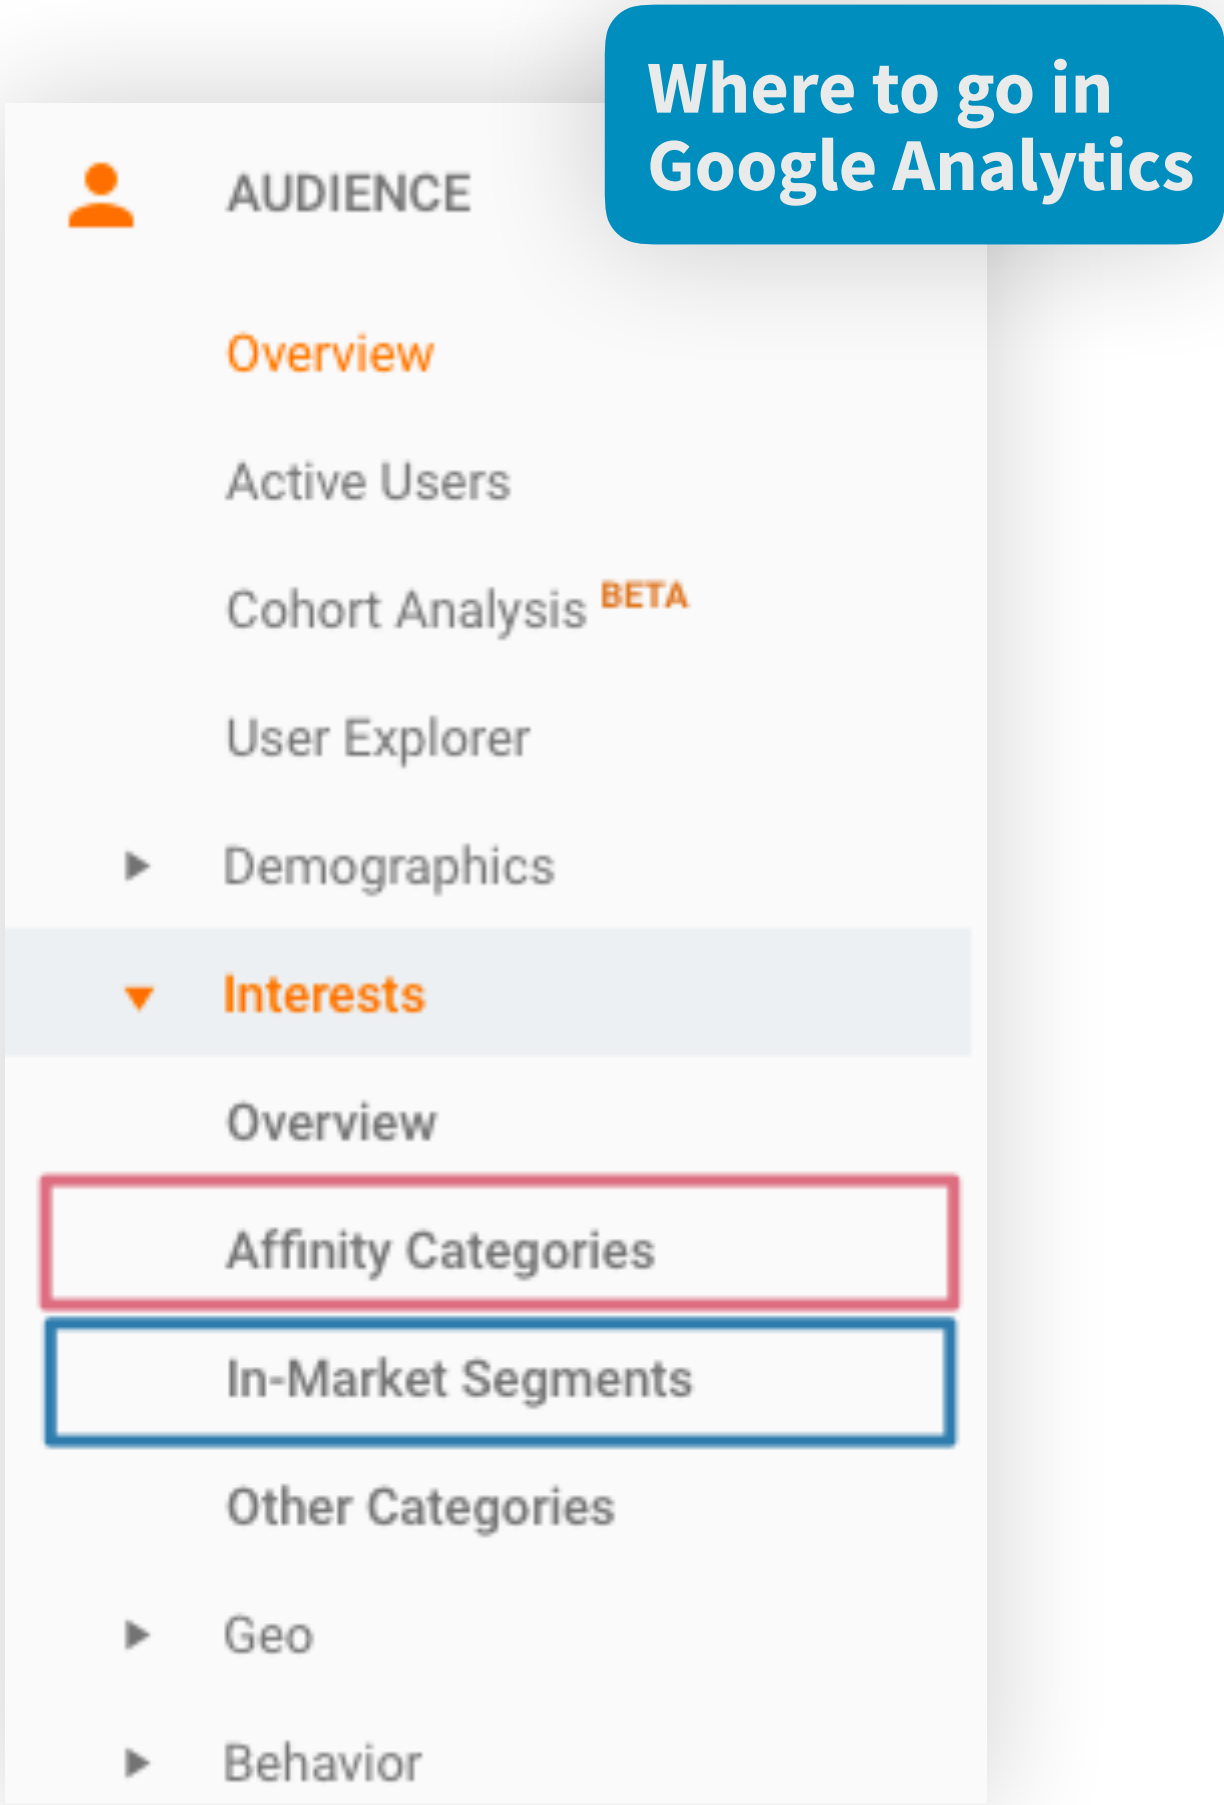 Where to go in
Google Analytics
AUDIENCE
Overview
Active Users
Cohort Analysis BETA
User Explorer
Demographics
Interests
Overview
Affinity Categories
In-Market Segments
Other Categories
Geo
Behavior